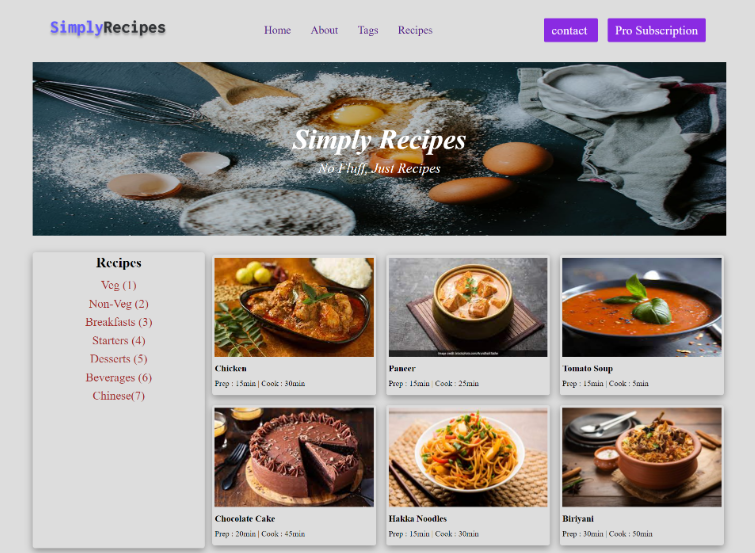 SimplyRecipes
Home About Tags Recipes
contact Pro Subscription
Simply Recipes
No Fluff, Just Recipes
Recipes
Veg (1)
Non-Veg (2)
Breakfasts (3)
Starters (4)
Desserts (5)
Beverages (6)
Chinese(7)
Chicken
Prep : 15min | Cook : 30min
Paneer
Prep : 15min | Cook : 25min
Tomato Soup
Prep : 15min | Cook : 5min
Chocolate Cake
Prep : 20min | Cook : 45min
Hakka Noodles
Prep : 15min | Cook : 30min
Biriyani
Prep : 30min | Cook : 50min